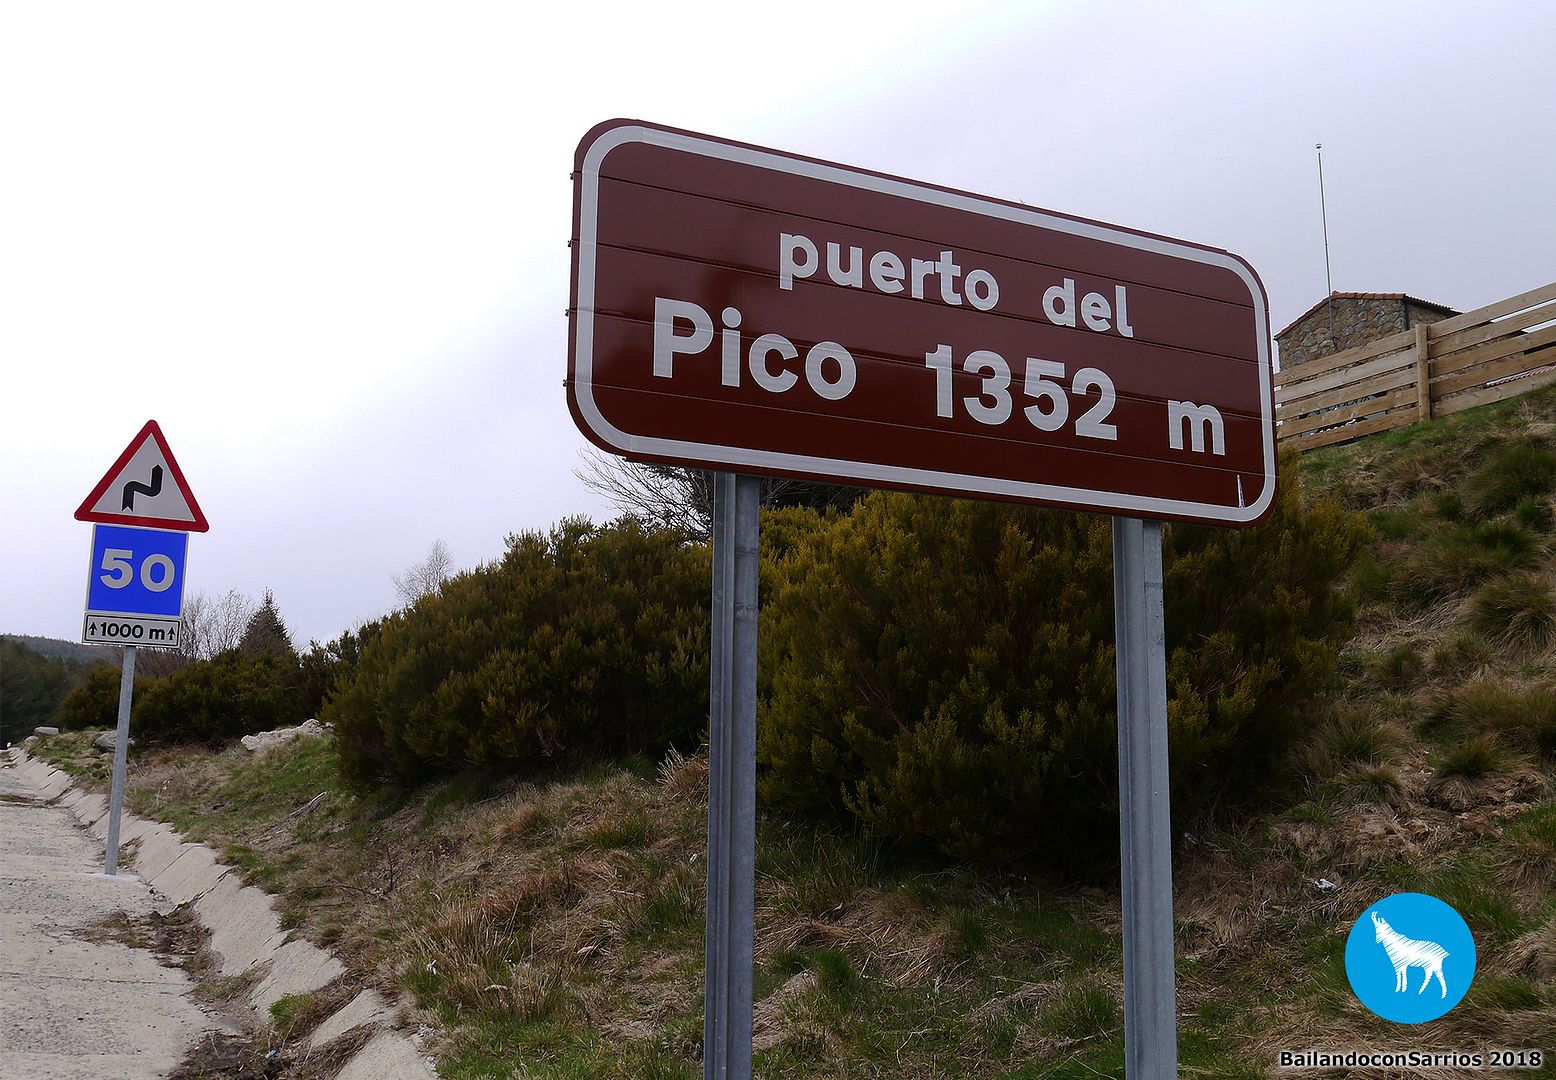 puerto del
Pico 1352 m
50
1000 m
BailandoconSarrios 2018